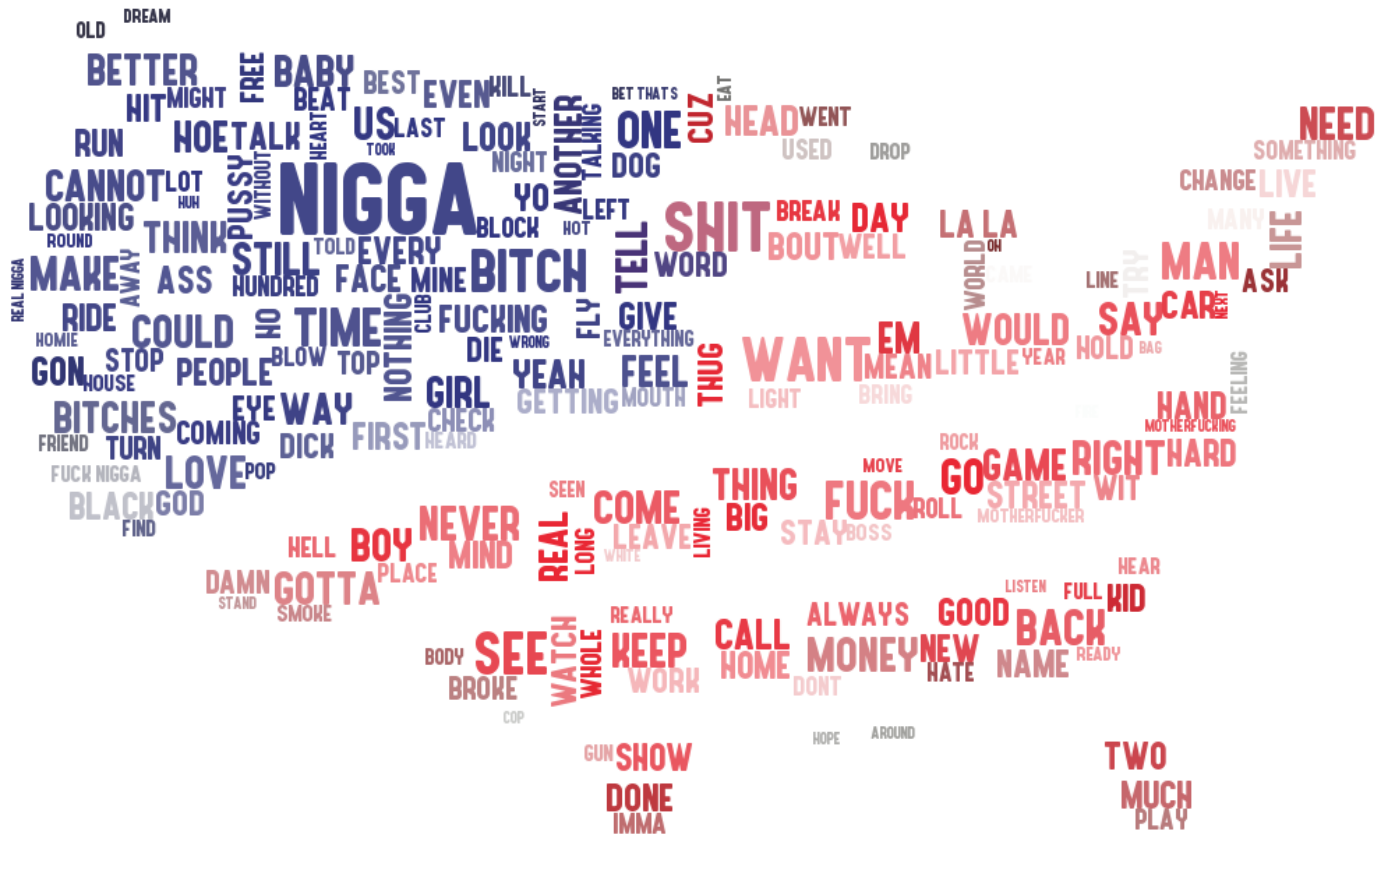 DREAM
OLD
BETTER
FREE
BABY
BEST
EVEN
KILL
BET THATS
EAT
HIT
MIGHT
BEAT
START
ANOTHER
TALKING
ONE
CUZ
HEAD
WENT
NEED
RUN
HOE
TALK
HEART
US
LAST
TOOK
LOOK
NIGHT
DOG
USED
DROP
SOMETHING
CANNOT
LOT
HUH
PUSSY
WITHOUT
NIGGA
YO
LEFT
CHANGE
LIVE
LOOKING
ROUND
THINK
BLOCK
HOT
TELL
SHIT
BREAK
DAY
LA LA
MANY
LIFE
STILL
TOLD
EVERY
BOUT
WELL
WORLD
OH
REAL NIGGA
MAKE
AWAY
ASS
HUNDRED
FACE
MINE
BITCH
WORD
CAME
LINE
TRY
MAN
ASK
RIDE
COULD
NO
TIME
NOTHING
CLUB
FUCKING
FLY
GIVE
CAR
NEXT
SAY
HOMIE
STOP
BLOW
TOP
DIE
WRONG
EVERYTHING
THUG
WANT
EM
WOULD
HOLD
BAG
GON
HOUSE
PEOPLE
YEAH
FEEL
MEAN
LITTLE
YEAR
FEELING
BITCHES
EYE
WAY
GIRL
GETTING
MOUTH
LIGHT
BRING
HAND
MOTHERFUCKING
FRIEND
TURN
COMING
DICK
FIRST
CHECK
HEARD
ROCK
FUCK NIGGA
LOVE
POP
MOVE
GO
GAME
RIGHT
HARD
BLACK
GOD
SEEN
COME
THING
FUCK
ROLL
STREET
WIT
FIND
NEVER
REAL
LONG
LEAVE
LIVING
BIG
STAY
BOSS
MOTHERFUCKER
HELL
BOY
MIND
WHITE
DAMN
GOTTA
PLACE
HEAR
STAND
SMOKE
LISTEN
FULL
KID
REALLY
ALWAYS
GOOD
BACK
BODY
SEE
WATCH
WHOLE
KEEP
CALL
HOME
MONEY
NEW
HATE
NAME
READY
BROKE
WORK
DONT
COP
HOPE
AROUND
GUN
SHOW
TWO
DONE
MUCH
IMMA
PLAY